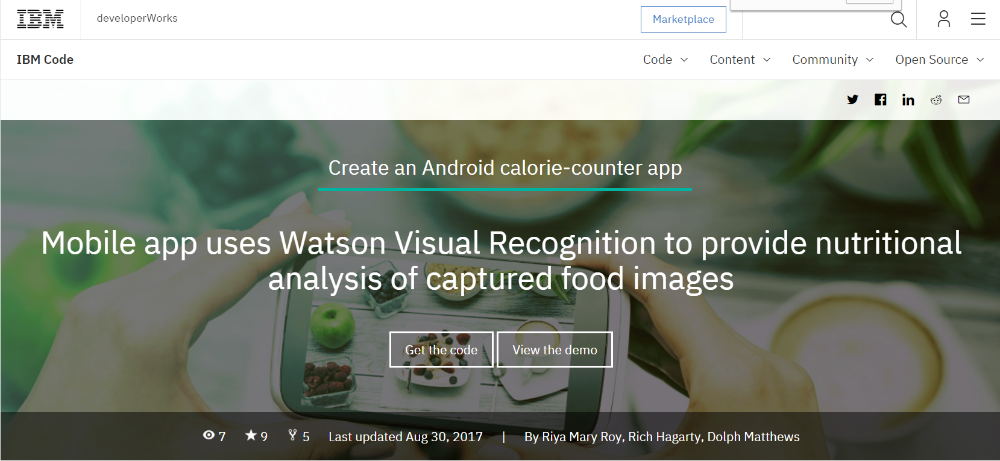 IBM
developerWorks
Marketplace
IBM Code
Code
Content
Community
Open Source
Create an Android calorie-counter app
Mobile app uses Watson Visual Recognition to provide nutritional
analysis of captured food images
Get the code
View the demo
7 9 5 Last updated Aug 30, 2017 | By Riya Mary Roy, Rich Hagarty, Dolph Matthews